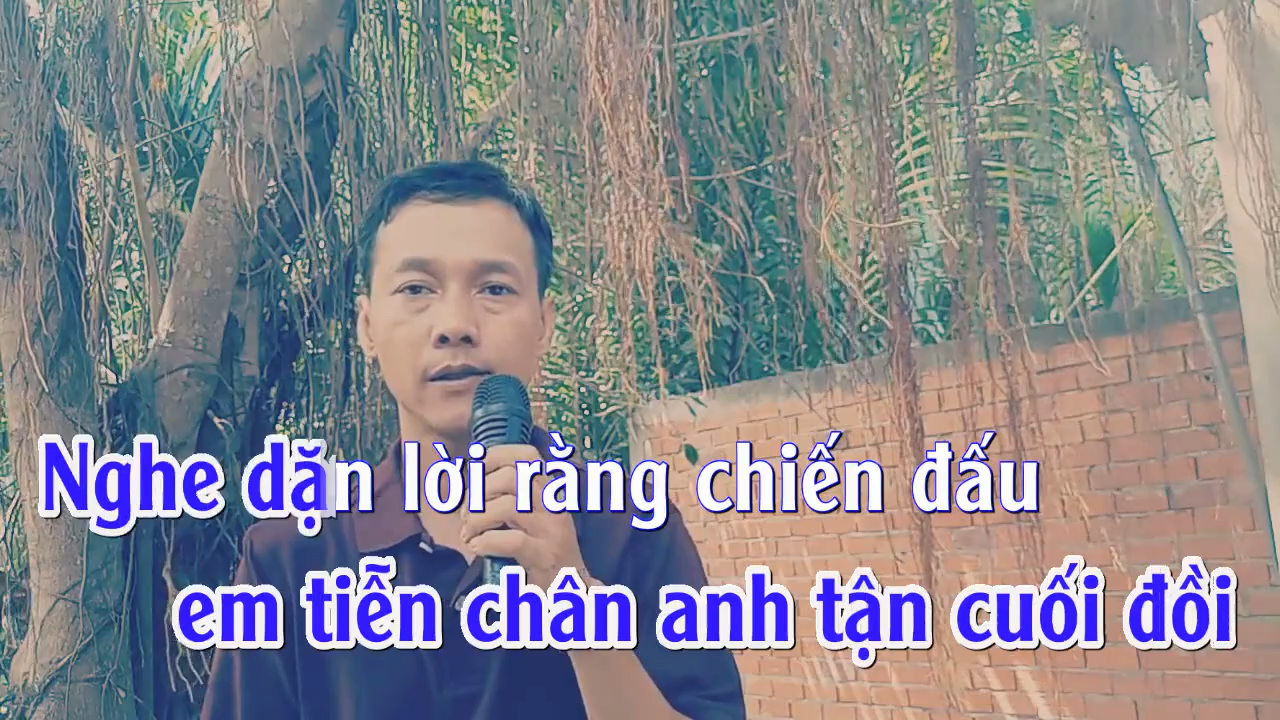 Nghe dặn lời rằng chiến đấu
em tiễn chân anh tận cuối đồi